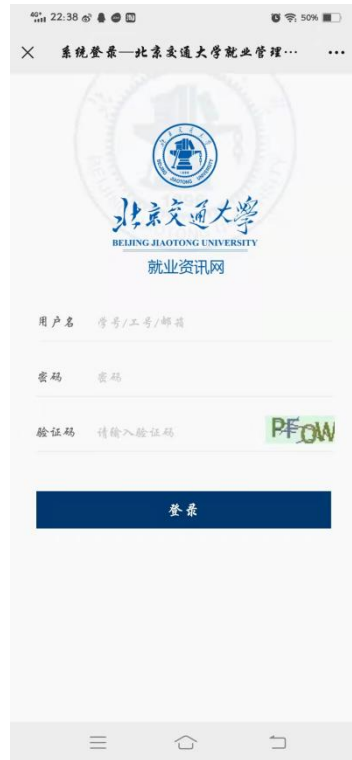 4G+ 22:38 50%
系统登录—北京交通大学就业管理…
北京交通大学
BEIJING JIAOTONG UNIVERSITY
就业资讯网
用户名 学号/工号/邮箱
密码 密码
验证码 请输入验证码 PFOW
登录